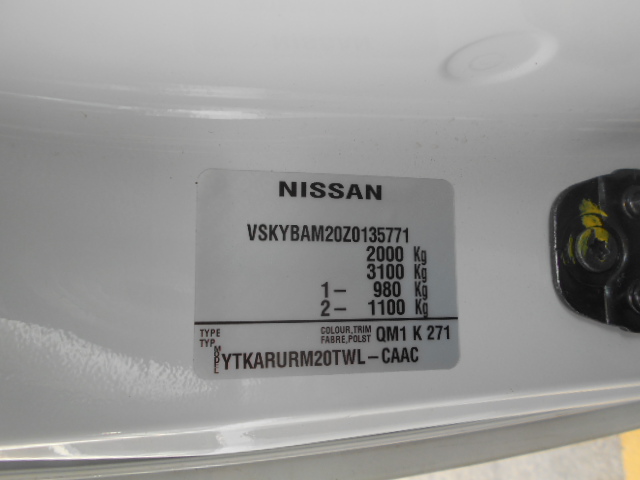 NISSAN
VSKYBAM20Z0135771
2000 Kg
3100 Kg
1- 980 Kg
2- 1100 Kg
TYPE COLOUR,TRIM QM1 K 271
TYP FABRE,POLST
MODEL YTKARURM20TWL-CAAC